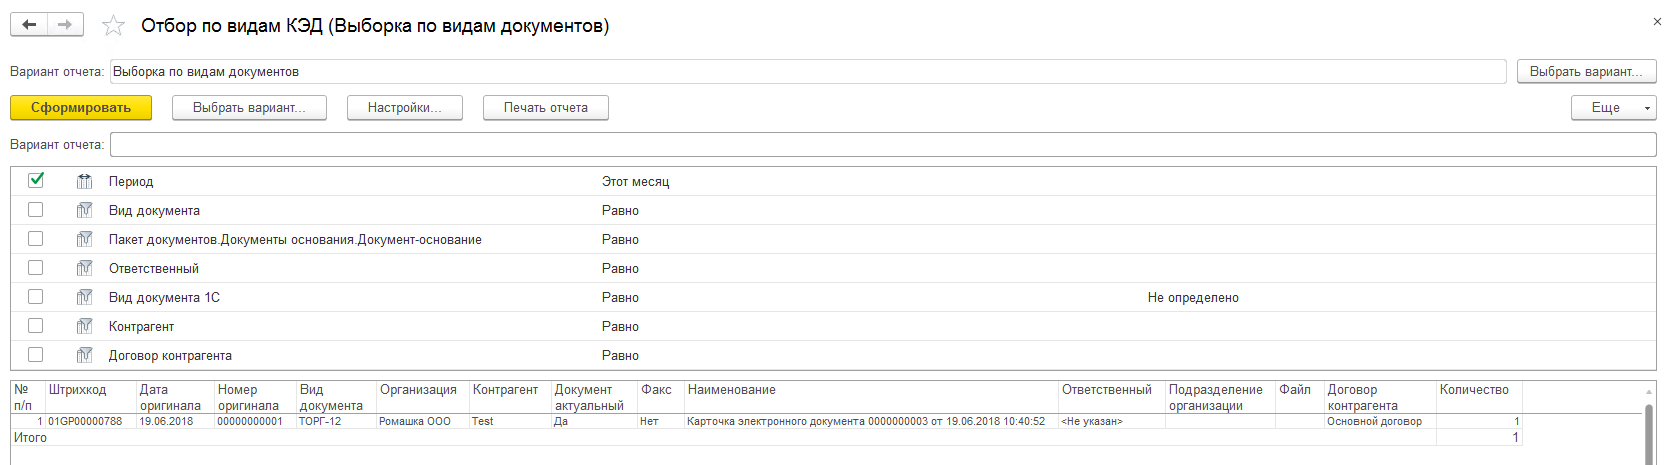 Отбор по видам КЭД (Выборка по видам документов)
Вариант отчета: Выборка по видам документов Выбрать вариант...
Сформировать Выбрать вариант... Настройки... Печать отчета Еще
Вариант отчета:
Период Этот месяц
Вид документа Равно
Пакет документов.Документы основания.Документ-основание Равно
Ответственный Равно
Вид документа 1С Равно Не определено
Контрагент Равно
Договор контрагента Равно
№ Штрихкод Дата Номер Вид Организация Контрагент Документ Факс Наименование Ответственный Подразделение Файл Договор Количество
п/п оригинала оригинала документа актуальный организации контрагента
1 01GP00000788 19.06.2018 00000000001 ТОРГ-12 Ромашка ООО Test Да Нет Карточка электронного документа 0000000003 от 19.06.2018 10:40:52 <Не указан> Основной договор 1
Итого 1